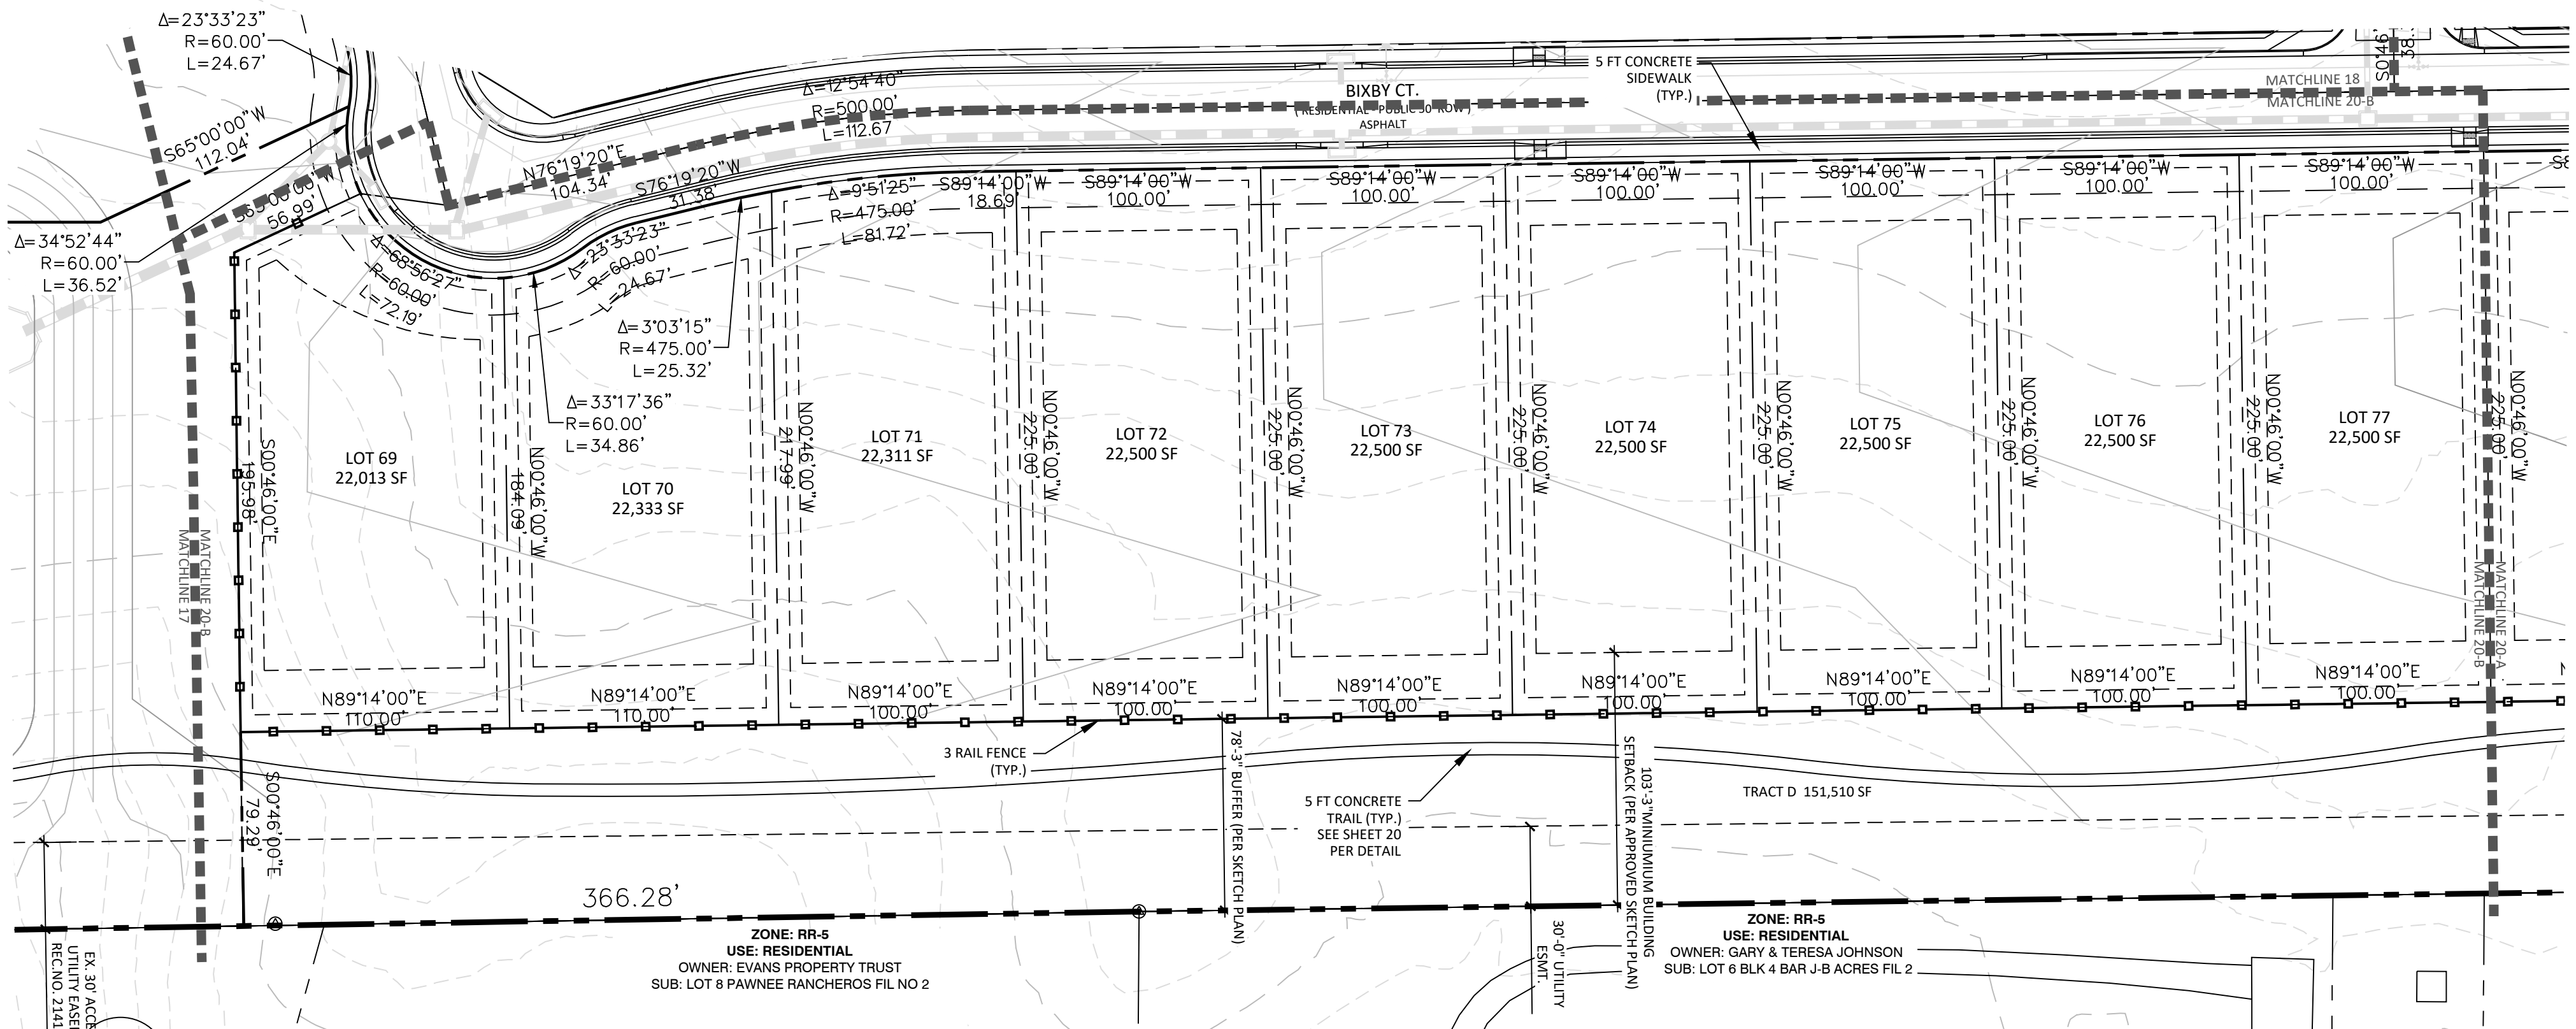 Δ=23°33'23"
R=60.00'
L=24.67'
S65°00'00"W
112.04'
56.99'
Δ=34°52'44"
R=60.00'
L=36.52'
Δ=68°56'27"
R=60.00'
L=72.19'
N76°19'20"E
104.34'
S76°19'20"W
31.38'
Δ=12°54'40"
R=500.00'
L=112.67
Δ=23°33'23"
R=60.00'
L=24.67'
Δ=3°03'15"
R=475.00'
L=25.32'
Δ=33°17'36"
R=60.00'
L=34.86'
Δ=9°51'25"
R=475.00'
L=81.72'
S89°14'00"W
18.69'
BIXBY CT.
( RESIDENTIAL - PUBLIC 50' ROW )
ASPHALT
5 FT CONCRETE
SIDEWALK
(TYP.)
MATCHLINE 18
MATCHLINE 20-B
S89°14'00"W
100.00'
S89°14'00"W
100.00'
S89°14'00"W
100.00'
S89°14'00"W
100.00'
S89°14'00"W
100.00'
S89°14'00"W
100.00'
S00°46'00"E
195.98'
LOT 69
22,013 SF
N00°46'00"W
184.09'
LOT 70
22,333 SF
N00°46'00"W
217.99'
LOT 71
22,311 SF
N00°46'00"W
225.00'
LOT 72
22,500 SF
N00°46'00"W
225.00'
LOT 73
22,500 SF
N00°46'00"W
225.00'
LOT 74
22,500 SF
N00°46'00"W
225.00'
LOT 75
22,500 SF
N00°46'00"W
225.00'
LOT 76
22,500 SF
N00°46'00"W
225.00'
LOT 77
22,500 SF
N00°46'00"W
225.00'
MATCHLINE 20-B
MATCHLINE 17
MATCHLINE 20-A
MATCHLINE 20-B
N89°14'00"E
110.00'
N89°14'00"E
110.00'
N89°14'00"E
100.00'
N89°14'00"E
100.00'
N89°14'00"E
100.00'
N89°14'00"E
100.00'
N89°14'00"E
100.00'
N89°14'00"E
100.00'
N89°14'00"E
100.00'
3 RAIL FENCE
(TYP.)
S00°46'00"E
79.29'
78'-3" BUFFER (PER SKETCH PLAN)
5 FT CONCRETE
TRAIL (TYP.)
SEE SHEET 20
PER DETAIL
103'-3"MINIUMIUM BUILDING
SETBACK (PER APPROVED SKETCH PLAN)
TRACT D 151,510 SF
366.28'
30'-0" UTILITY
ESMT.
ZONE: RR-5
USE: RESIDENTIAL
OWNER: EVANS PROPERTY TRUST
SUB: LOT 8 PAWNEE RANCHEROS FIL NO 2
ZONE: RR-5
USE: RESIDENTIAL
OWNER: GARY & TERESA JOHNSON
SUB: LOT 6 BLK 4 BAR J-B ACRES FIL 2
EX. 30' ACCE
UTILITY EASE
REC.NO. 2141